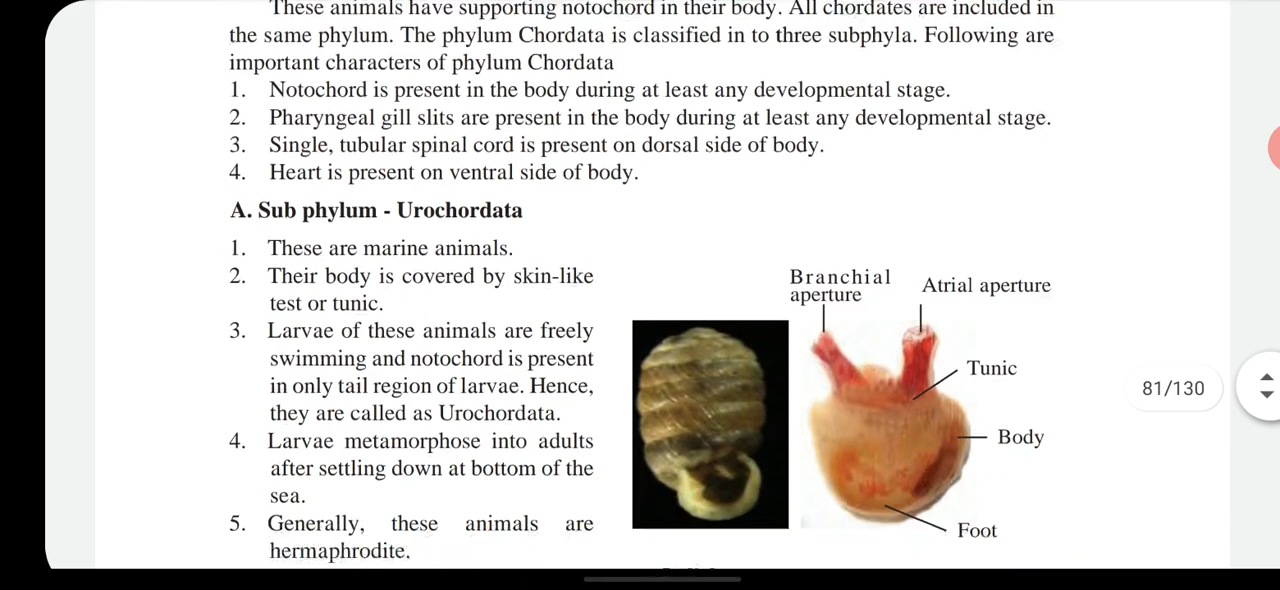 These animals have supporting notochord in their body. All chordates are included in
the same phylum. The phylum Chordata is classified in to three subphyla. Following are
important characters of phylum Chordata
1. Notochord is present in the body during at least any developmental stage.
2. Pharyngeal gill slits are present in the body during at least any developmental stage.
3. Single, tubular spinal cord is present on dorsal side of body.
4. Heart is present on ventral side of body.
A. Sub phylum - Urochordata
1. These are marine animals.
2. Their body is covered by skin-like
test or tunic.
3. Larvae of these animals are freely
swimming and notochord is present
in only tail region of larvae. Hence,
they are called as Urochordata.
4. Larvae metamorphose into adults
after settling down at bottom of the
sea.
5. Generally, these animals are
hermaphrodite.
Branchial
aperture
Atrial aperture
Tunic
Body
Foot
81/130